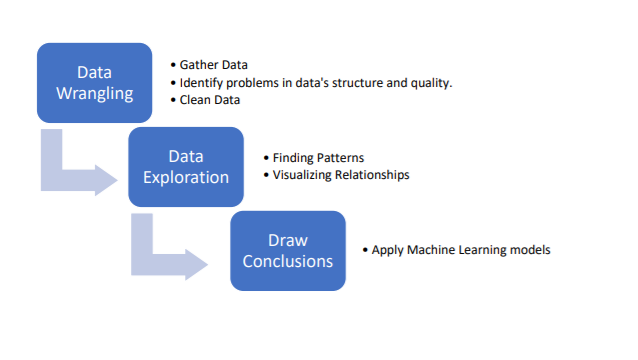 Data
Wrangling
• Gather Data
• Identify problems in data's structure and quality.
• Clean Data
Data
Exploration
• Finding Patterns
• Visualizing Relationships
Draw
Conclusions
• Apply Machine Learning models